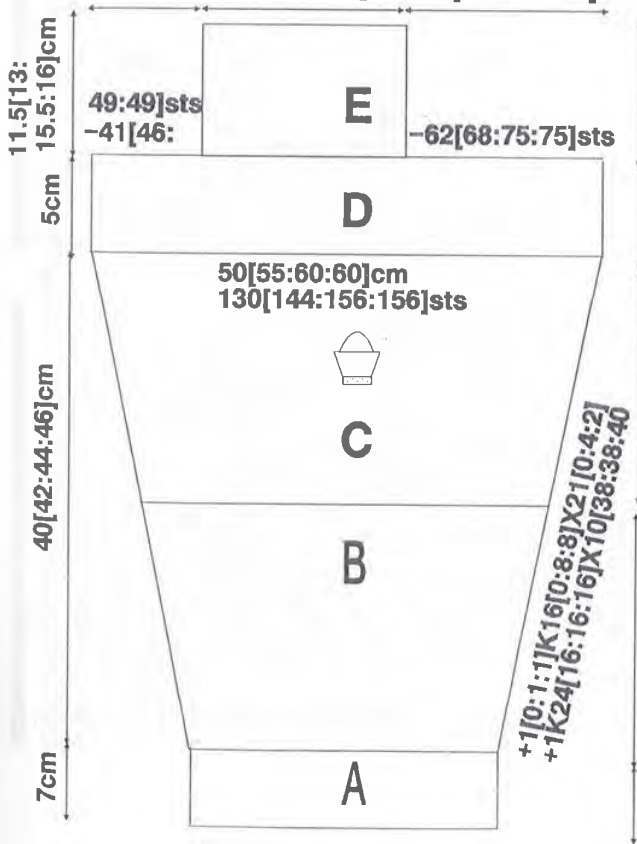 11.5[13:
15.5:16]cm
E
49:49]sts
-41[46:
-62[68:75:75]sts
5cm
D
50[55:60:60]cm
130[144:156:156]sts
40[42:44:46]cm
C
+1[0:1:1]K16[0:8:8]X21[0:4:2]
+1K24[16:16:16]X10[38:38:40
B
7cm
A